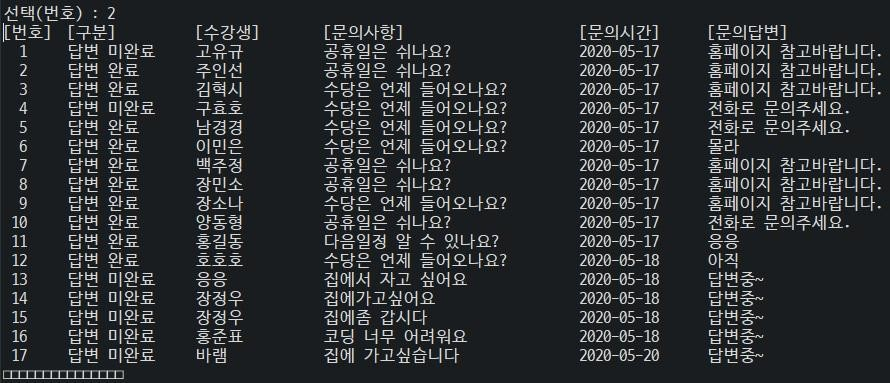 선택(번호) : 2
[번호] [구분] [수강생] [문의사항] [문의시간] [문의답변]
1 답변 미완료 고유규 공휴일은 쉬나요? 2020-05-17 홈페이지 참고바랍니다.
2 답변 완료 주인선 공휴일은 쉬나요? 2020-05-17 홈페이지 참고바랍니다.
3 답변 완료 김혁시 수당은 언제 들어오나요? 2020-05-17 홈페이지 참고바랍니다.
4 답변 미완료 구효호 수당은 언제 들어오나요? 2020-05-17 전화로 문의주세요.
5 답변 완료 남경경 수당은 언제 들어오나요? 2020-05-17 전화로 문의주세요.
6 답변 완료 이민은 수당은 언제 들어오나요? 2020-05-17 몰라
7 답변 완료 백주정 공휴일은 쉬나요? 2020-05-17 홈페이지 참고바랍니다.
8 답변 완료 장민소 공휴일은 쉬나요? 2020-05-17 홈페이지 참고바랍니다.
9 답변 완료 장소나 수당은 언제 들어오나요? 2020-05-17 홈페이지 참고바랍니다.
10 답변 완료 양동형 공휴일은 쉬나요? 2020-05-17 전화로 문의주세요.
11 답변 완료 홍길동 다음일정 알 수 있나요? 2020-05-17 응응
12 답변 완료 호호호 수당은 언제 들어오나요? 2020-05-18 아직
13 답변 미완료 응응 집에서 자고 싶어요 2020-05-18 답변중~
14 답변 미완료 장정우 집에가고싶어요 2020-05-18 답변중~
15 답변 미완료 장정우 집에좀 갑시다 2020-05-18 답변중~
16 답변 미완료 홍준표 코딩 너무 어려워요 2020-05-18 답변중~
17 답변 미완료 바램 집에 가고싶습니다 2020-05-20 답변중~